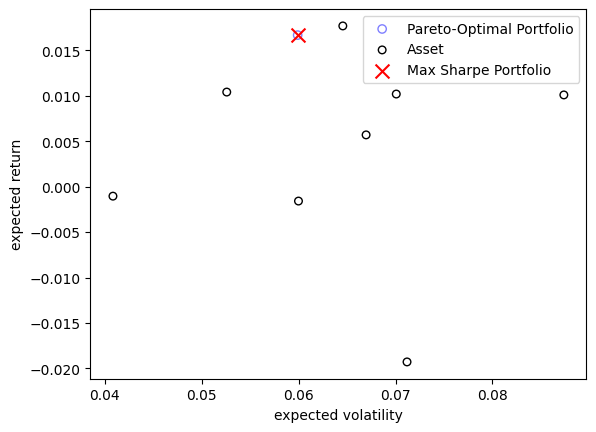 Pareto-Optimal Portfolio
Asset
Max Sharpe Portfolio
0.015
0.010
0.005
0.000
−0.005
−0.010
−0.015
−0.020
expected return
0.04 0.05 0.06 0.07 0.08
expected volatility